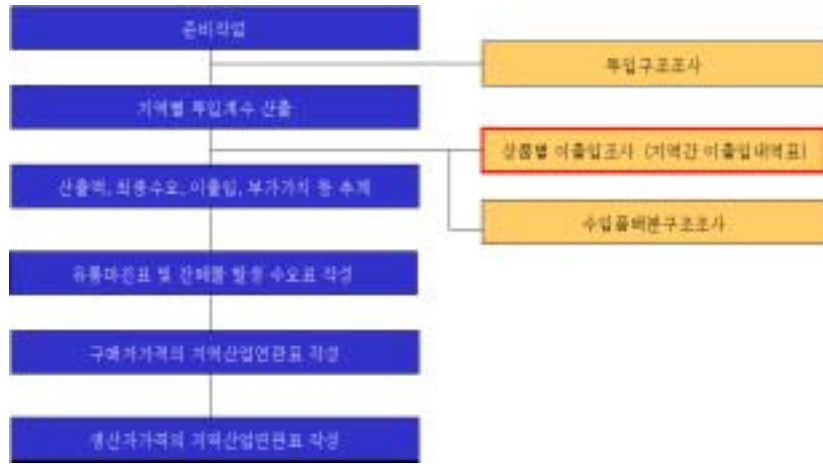 준비작업
투입구조조사
지역별 투입계수 산출
상품별 이출입조사 (지역간 이출입내역표)
산출액, 최종수요, 이출입, 부가가치 등 추계
수입품배분구조조사
유통마진표 및 잔폐물 발생 수요표 작성
구매자가격의 지역산업연관표 작성
생산자가격의 지역산업연관표 작성